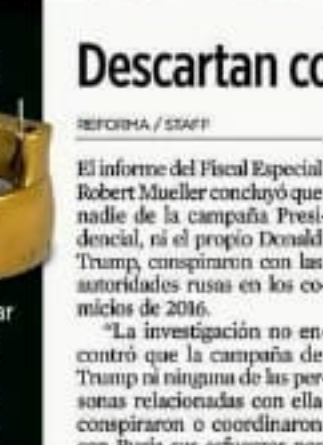 Descartan co
REFORMA / STAFF
El informe del Fiscal Especial
Robert Mueller concluyó que
nadie de la campaña Presi-
dencial, ni el propio Donald
Trump, conspiraron con las
autoridades rusas en los co-
micios de 2016.
“La investigación no en-
contró que la campaña de
Trump ni ninguna de las per-
sonas relacionadas con ella
conspiraron o coordinaron
ar